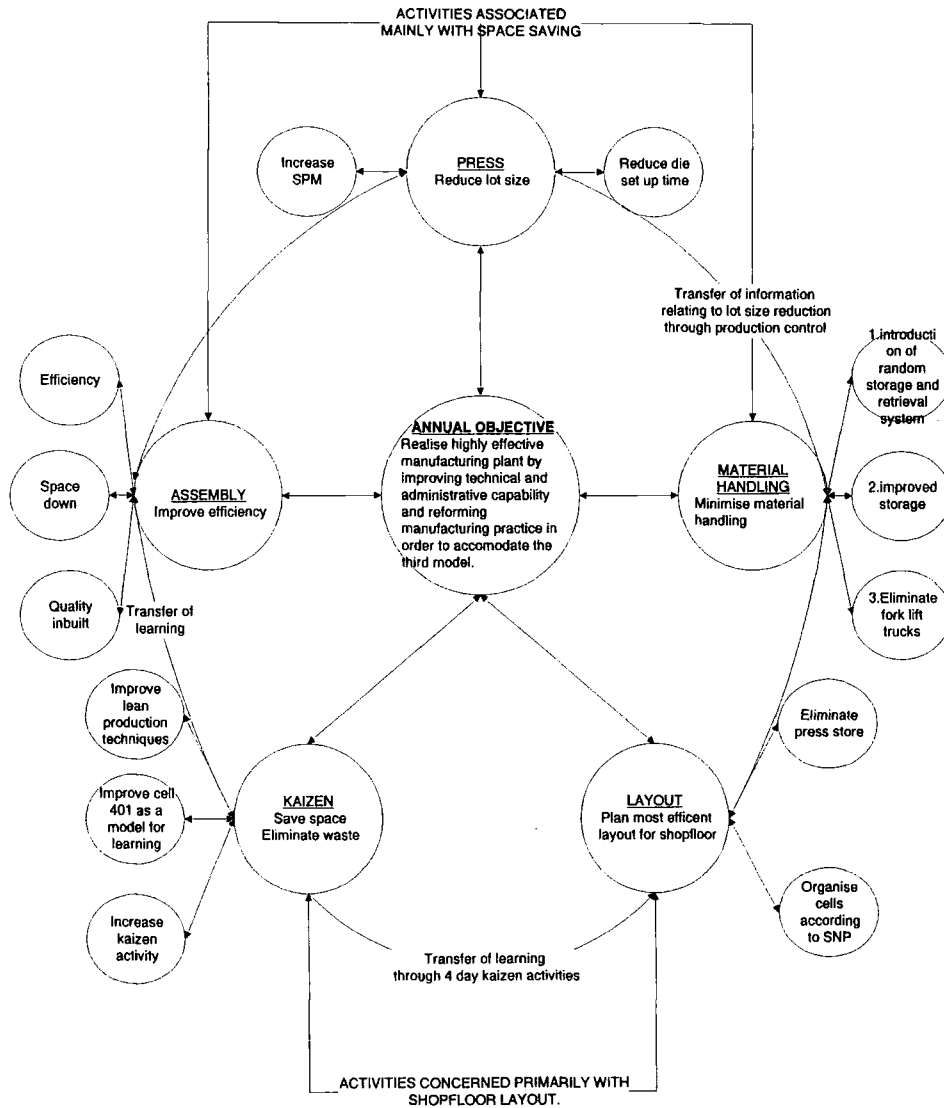 ACTIVITIES ASSOCIATED
MAINLY WITH SPACE SAVING
Increase
SPM
PRESS
Reduce lot size
Reduce die
set up time
Transfer of information
relating to lot size reduction
through production control
Efficiency
Space
down
Quality
inbuilt
ASSEMBLY
Improve efficiency
ANNUAL OBJECTIVE
Realise highly effective
manufacturing plant by
improving technical and
administrative capability
and reforming
manufacturing practice in
order to accomodate the
third model.
MATERIAL
HANDLING
Minimise material
handling
1.introducti
on of
random
storage and
retrieval
system
2.improved
storage
3.Eliminate
fork lift
trucks
Transfer of
learning
Improve
lean
production
techniques
Improve cell
401 as a
model for
learning
Increase
kaizen
activity
KAIZEN
Save space
Eliminate waste
LAYOUT
Plan most efficent
layout for shopfloor
Eliminate
press store
Organise
cells
according
to SNP
Transfer of learning
through 4 day kaizen activities
ACTIVITIES CONCERNED PRIMARILY WITH
SHOPFLOOR LAYOUT.